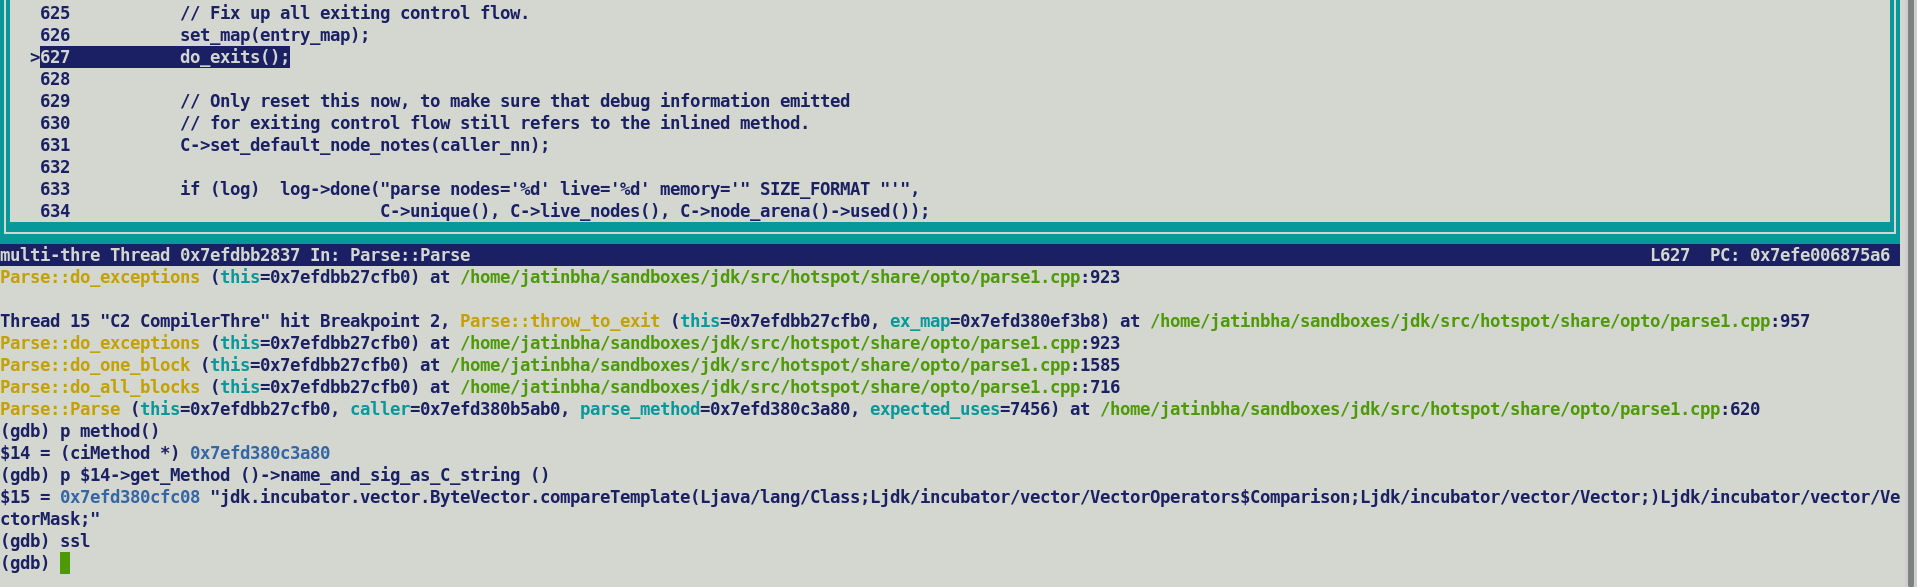 625           // Fix up all exiting control flow.
626           set_map(entry_map);
>627           do_exits();
628
629           // Only reset this now, to make sure that debug information emitted
630           // for exiting control flow still refers to the inlined method.
631           C->set_default_node_notes(caller_nn);
632
633           if (log)  log->done("parse nodes='%d' live='%d' memory='" SIZE_FORMAT "'",
634                               C->unique(), C->live_nodes(), C->node_arena()->used());
multi-thre Thread 0x7efdbb2837 In: Parse::Parse                    L627  PC: 0x7efe006875a6
Parse::do_exceptions (this=0x7efdbb27cfb0) at /home/jatinbha/sandboxes/jdk/src/hotspot/share/opto/parse1.cpp:923
Thread 15 "C2 CompilerThre" hit Breakpoint 2, Parse::throw_to_exit (this=0x7efdbb27cfb0, ex_map=0x7efd380ef3b8) at /home/jatinbha/sandboxes/jdk/src/hotspot/share/opto/parse1.cpp:957
Parse::do_exceptions (this=0x7efdbb27cfb0) at /home/jatinbha/sandboxes/jdk/src/hotspot/share/opto/parse1.cpp:923
Parse::do_one_block (this=0x7efdbb27cfb0) at /home/jatinbha/sandboxes/jdk/src/hotspot/share/opto/parse1.cpp:1585
Parse::do_all_blocks (this=0x7efdbb27cfb0) at /home/jatinbha/sandboxes/jdk/src/hotspot/share/opto/parse1.cpp:716
Parse::Parse (this=0x7efdbb27cfb0, caller=0x7efd380b5ab0, parse_method=0x7efd380c3a80, expected_uses=7456) at /home/jatinbha/sandboxes/jdk/src/hotspot/share/opto/parse1.cpp:620
(gdb) p method()
$14 = (ciMethod *) 0x7efd380c3a80
(gdb) p $14->get_Method ()->name_and_sig_as_C_string ()
$15 = 0x7efd380cfc08 "jdk.incubator.vector.ByteVector.compareTemplate(Ljava/lang/Class;Ljdk/incubator/vector/VectorOperators$Comparison;Ljdk/incubator/vector/Vector;)Ljdk/incubator/vector/Ve
ctorMask;"
(gdb) ssl
(gdb)